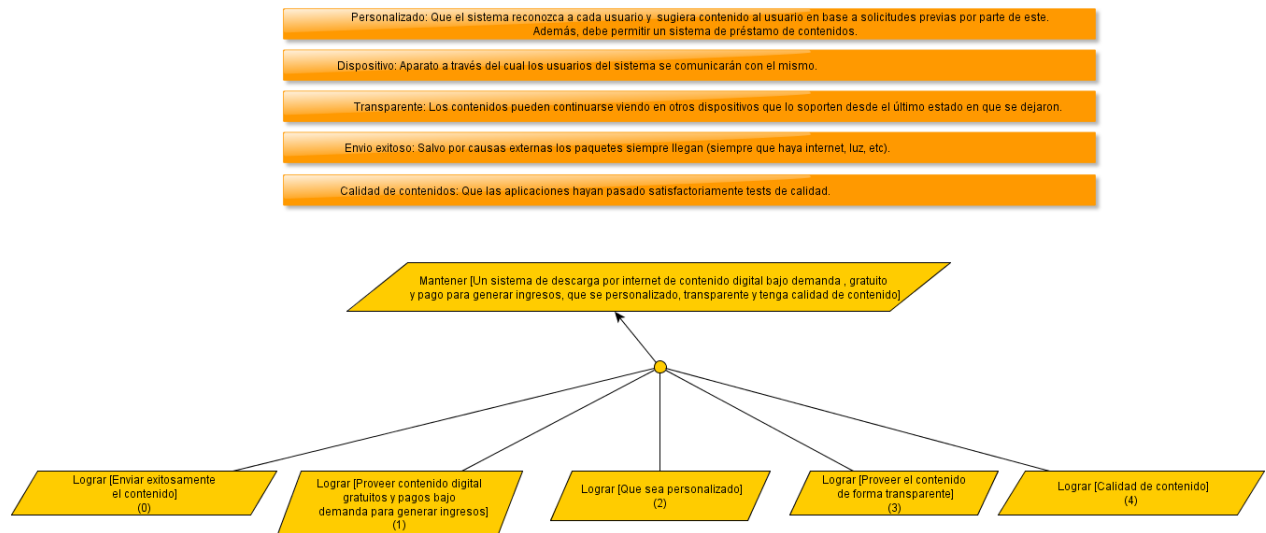 Personalizado: Que el sistema reconozca a cada usuario y sugiera contenido al usuario en base a solicitudes previas por parte de este.
Además, debe permitir un sistema de préstamo de contenidos.
Dispositivo: Aparato a través del cual los usuarios del sistema se comunicarán con el mismo.
Transparente: Los contenidos pueden continuarse viendo en otros dispositivos que lo soporten desde el último estado en que se dejaron.
Envio exitoso: Salvo por causas externas los paquetes siempre llegan (siempre que haya internet, luz, etc).
Calidad de contenidos: Que las aplicaciones hayan pasado satisfactoriamente tests de calidad.
Mantener [Un sistema de descarga por internet de contenido digital bajo demanda , gratuito
y pago para generar ingresos, que se personalizado, transparente y tenga calidad de contenido]
Lograr [Enviar exitosamente
el contenido]
(0)
Lograr [Proveer contenido digital
gratuitos y pagos bajo
demanda para generar ingresos]
(1)
Lograr [Que sea personalizado]
(2)
Lograr [Proveer el contenido
de forma transparente]
(3)
Lograr [Calidad de contenido]
(4)